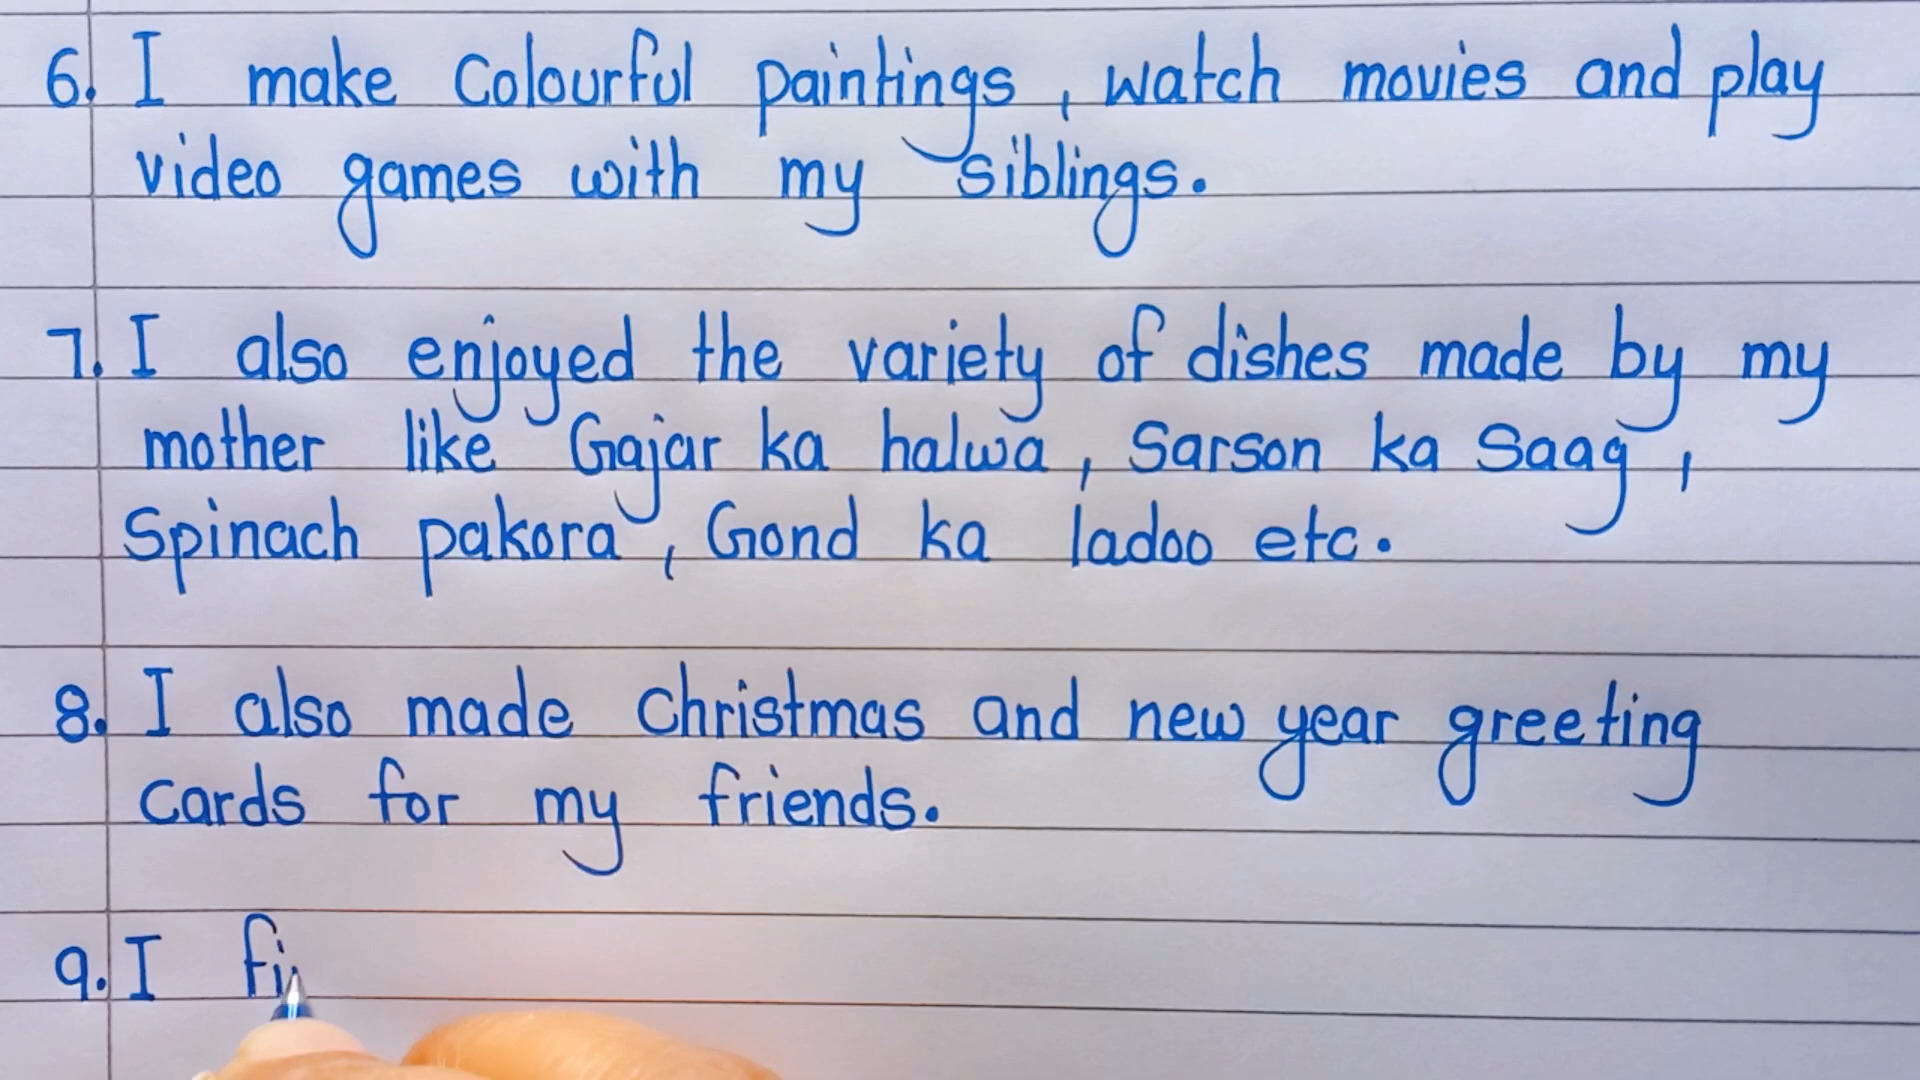 6. I make Colourful paintings, watch movies and play
video games with my siblings.
7. I also enjoyed the variety of dishes made by my
mother like Gajar ka halwa, Sarson ka Saag,
Spinach pakora, Gond ka ladoo etc.
8. I also made Christmas and new year greeting
cards for my friends.
9. I fi